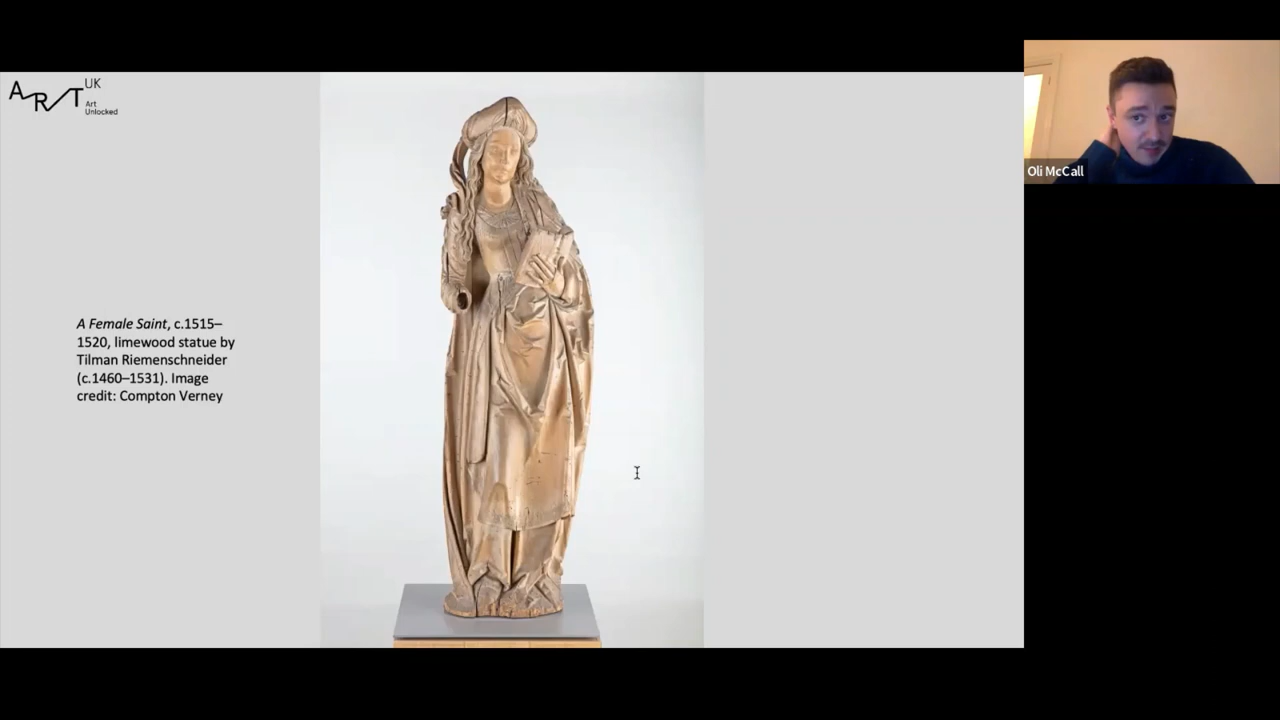 ART UK
Art
Unlocked
Oli McCall
A Female Saint, c.1515–
1520, limewood statue by
Tilman Riemenschneider
(c.1460–1531). Image
credit: Compton Verney